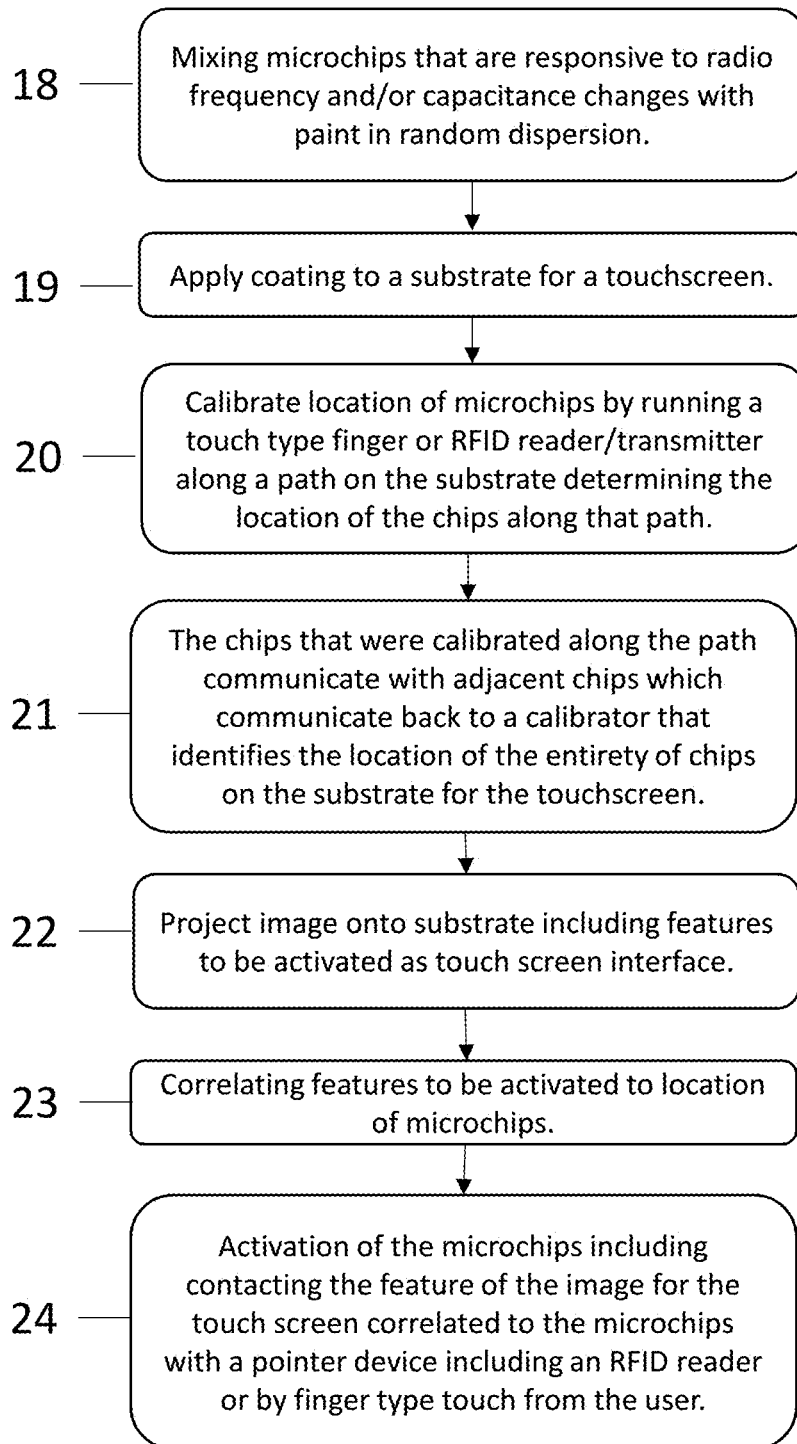 18
Mixing microchips that are responsive to radio
frequency and/or capacitance changes with
paint in random dispersion.
19
Apply coating to a substrate for a touchscreen.
20
Calibrate location of microchips by running a
touch type finger or RFID reader/transmitter
along a path on the substrate determining the
location of the chips along that path.
21
The chips that were calibrated along the path
communicate with adjacent chips which
communicate back to a calibrator that
identifies the location of the entirety of chips
on the substrate for the touchscreen.
22
Project image onto substrate including features
to be activated as touch screen interface.
23
Correlating features to be activated to location
of microchips.
24
Activation of the microchips including
contacting the feature of the image for the
touch screen correlated to the microchips
with a pointer device including an RFID reader
or by finger type touch from the user.